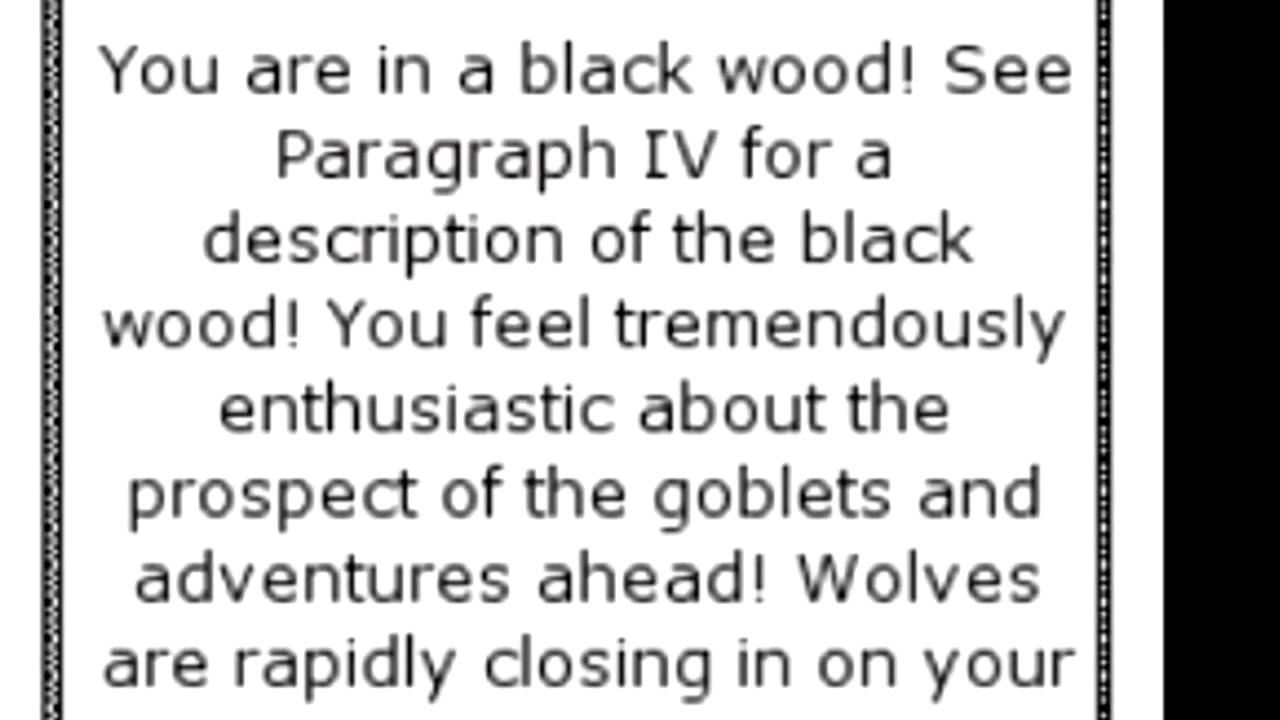 You are in a black wood! See
Paragraph IV for a
description of the black
wood! You feel tremendously
enthusiastic about the
prospect of the goblets and
adventures ahead! Wolves
are rapidly closing in on your